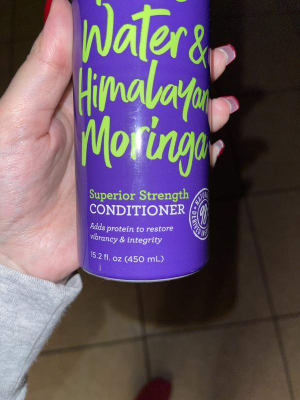 Water &
Himalayan
Moringa
Superior Strength
CONDITIONER
Adds protein to restore
vibrancy & integrity
15.2 fl. oz (450 mL)